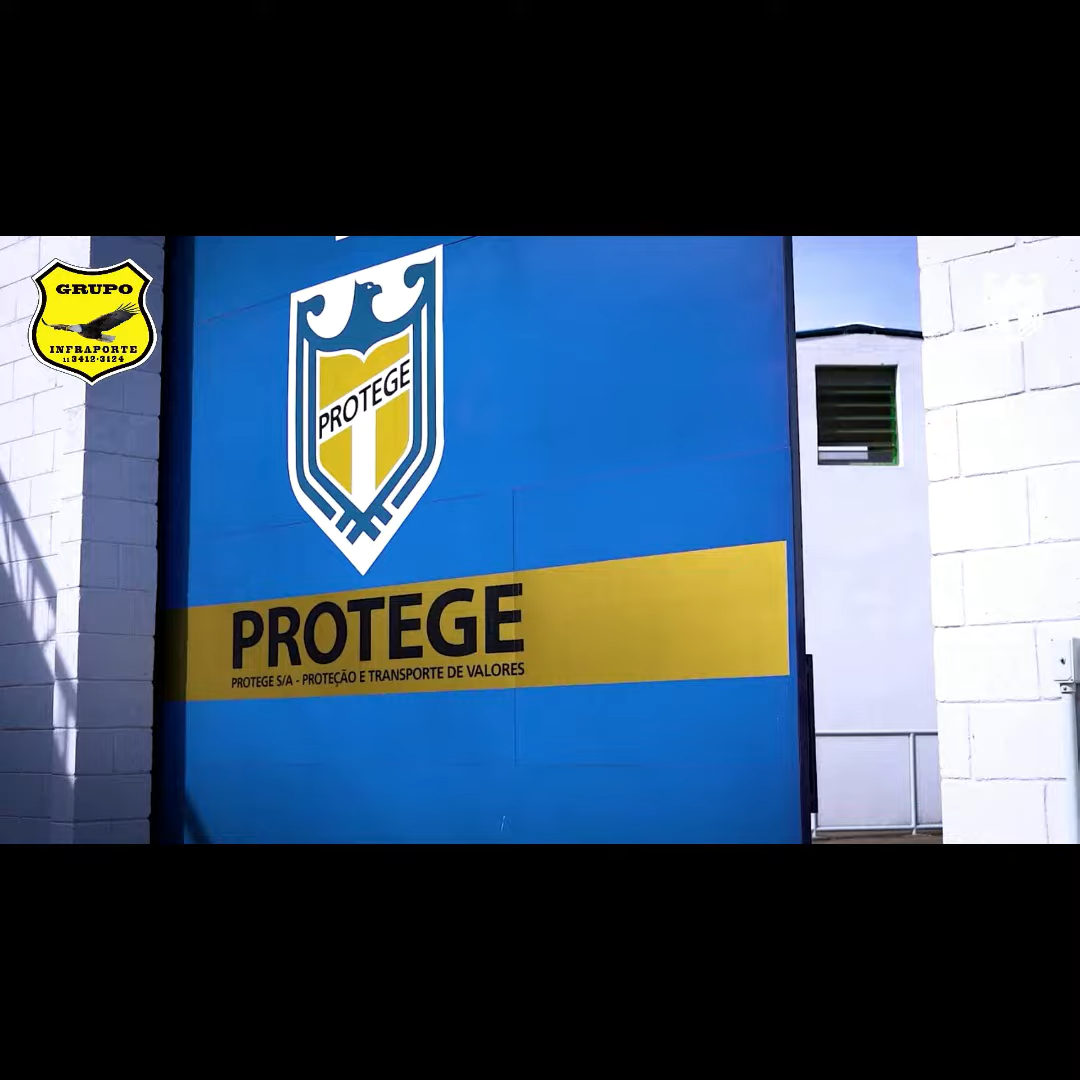 GRUPO
INFRAPORTE
11 3412-3124
PROTEGE
PROTEGE
PROTEGE S/A - PROTEÇÃO E TRANSPORTE DE VALORES